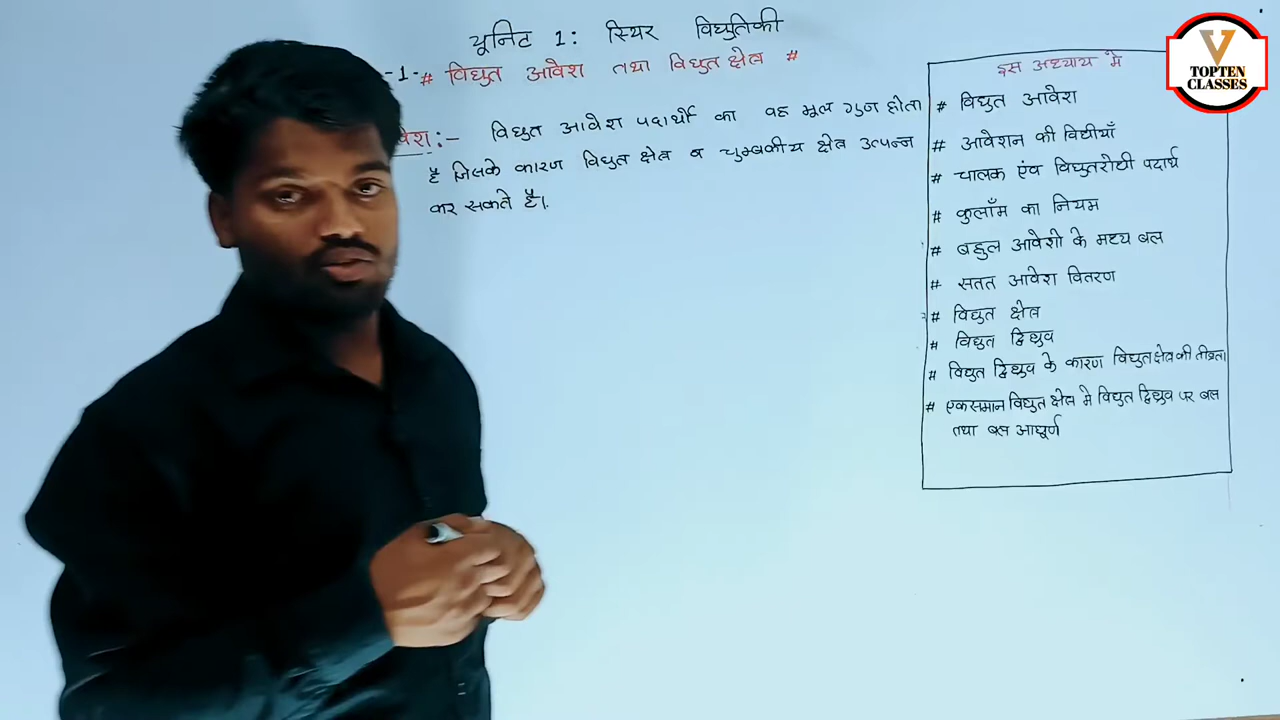 यूनिट 1: स्थिर विद्युतिकी
-1- # विद्युत आवेश तथा विद्युत क्षेत्र #
वेश:- विद्युत आवेश पदार्थो का वह मूल गुण होता
है जिसके कारण विद्युत क्षेत्र व चुम्बकीय क्षेत्र उत्पन्न
कर सकते है।
इस अध्याय मे
# विद्युत आवेश
# आवेशन की विधीयाँ
# चालक एंव विद्युतरोधी पदार्थ
# कुलाँम का नियम
# बहुल आवेशो के मध्य बल
# सतत आवेश वितरण
# विद्युत क्षेत्र
# विद्युत द्विध्रुव
# विद्युत द्विध्रुव के कारण विद्युत क्षेत्र की तीव्रता
# एकसमान विद्युत क्षेत्र मे विद्युत द्विध्रुव पर बल
तथा बल आघूर्ण
V
TOPTEN
CLASSES